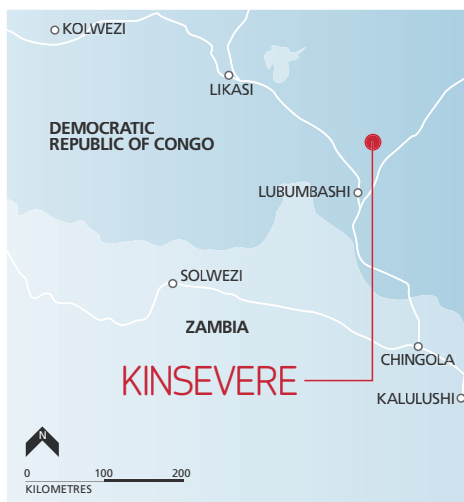 KOLWEZI
LIKASI
DEMOCRATIC
REPUBLIC OF CONGO
LUBUMBASHI
SOLWEZI
ZAMBIA
CHINGOLA
KINSEVERE
KALULUSHI
N
0 100 200
KILOMETRES